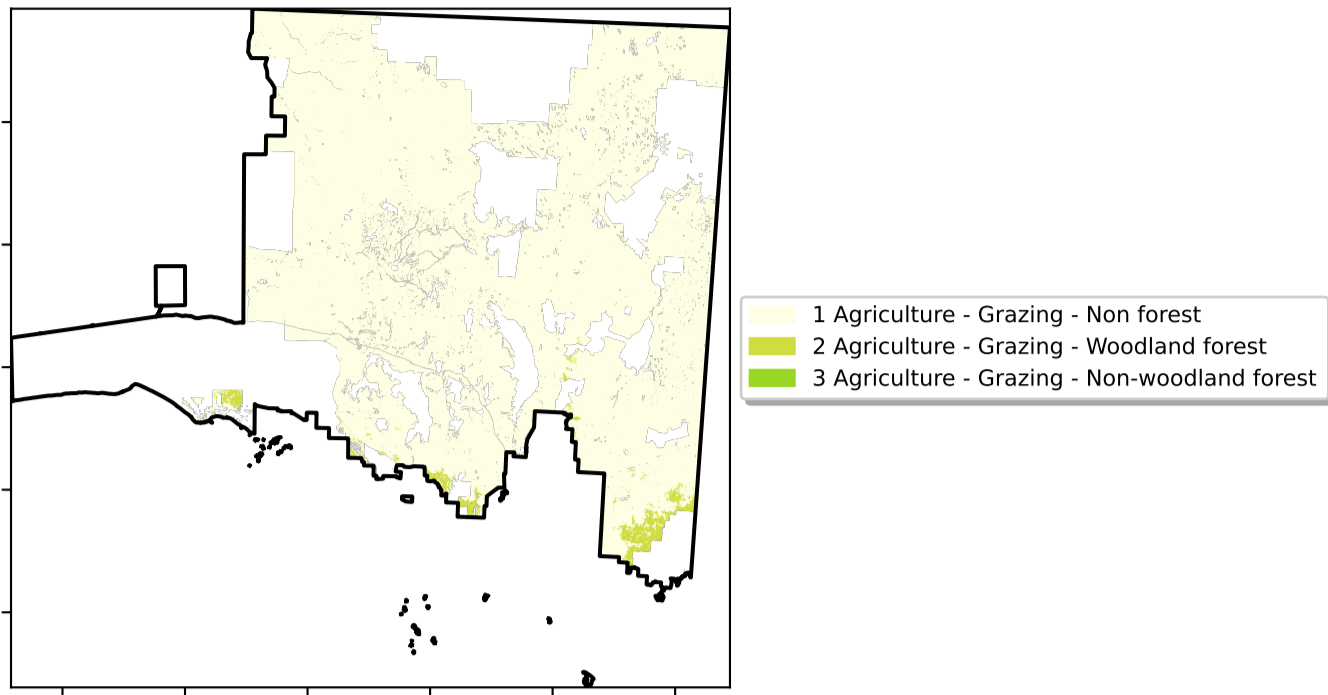 1 Agriculture - Grazing - Non forest
2 Agriculture - Grazing - Woodland forest
3 Agriculture - Grazing - Non-woodland forest